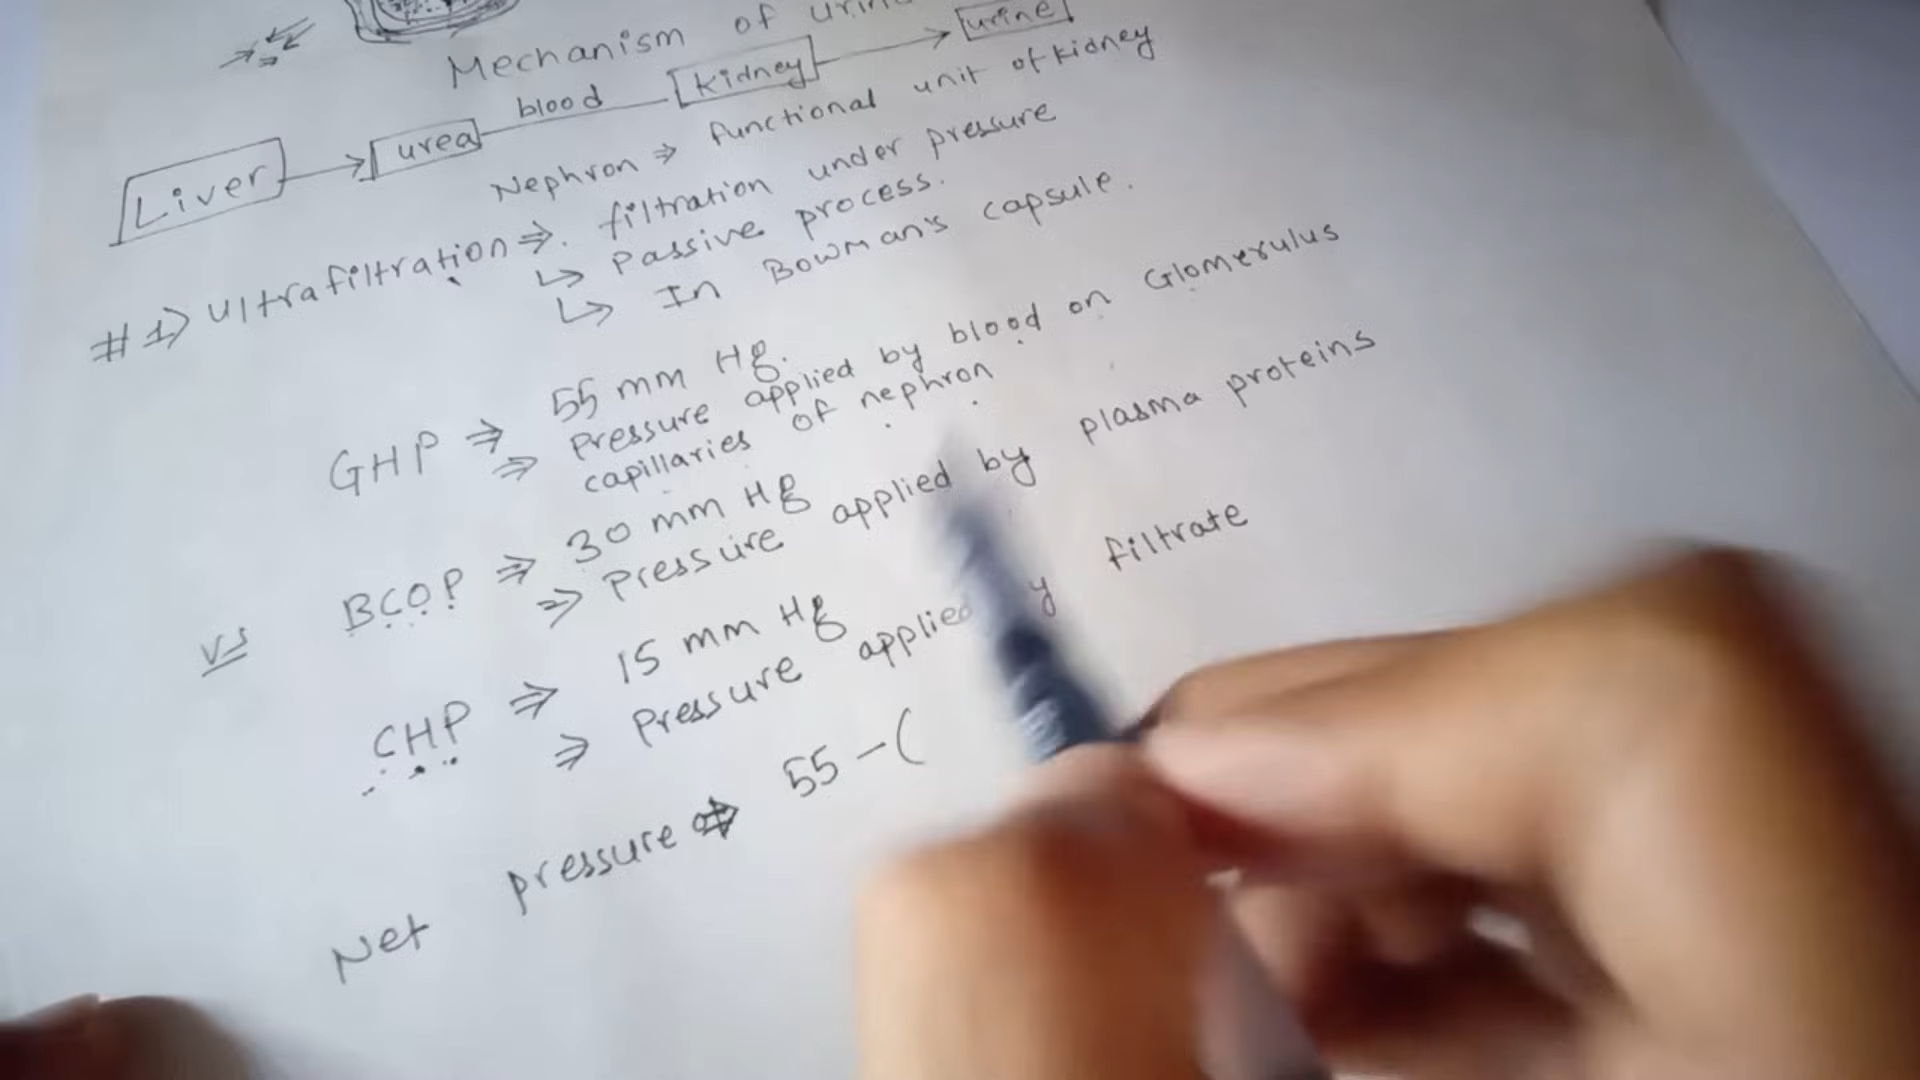 Mechanism of
Liver → urea blood kidney → urine
Nephron ⇒ functional unit of kidney
#1) Ultrafiltration ⇒. filtration under pressure
↳ Passive process.
↳ In Bowman's capsule.
GHP ⇒ 55 mm Hg.
⇒ Pressure applied by blood on Glomerulus
capillaries of nephron
VS BCOP ⇒ 30 mm Hg
⇒ Pressure applied by plasma proteins
CHP ⇒ 15 mm Hg
⇒ Pressure applied filtrate
Net pressure ⇒ 55 - (